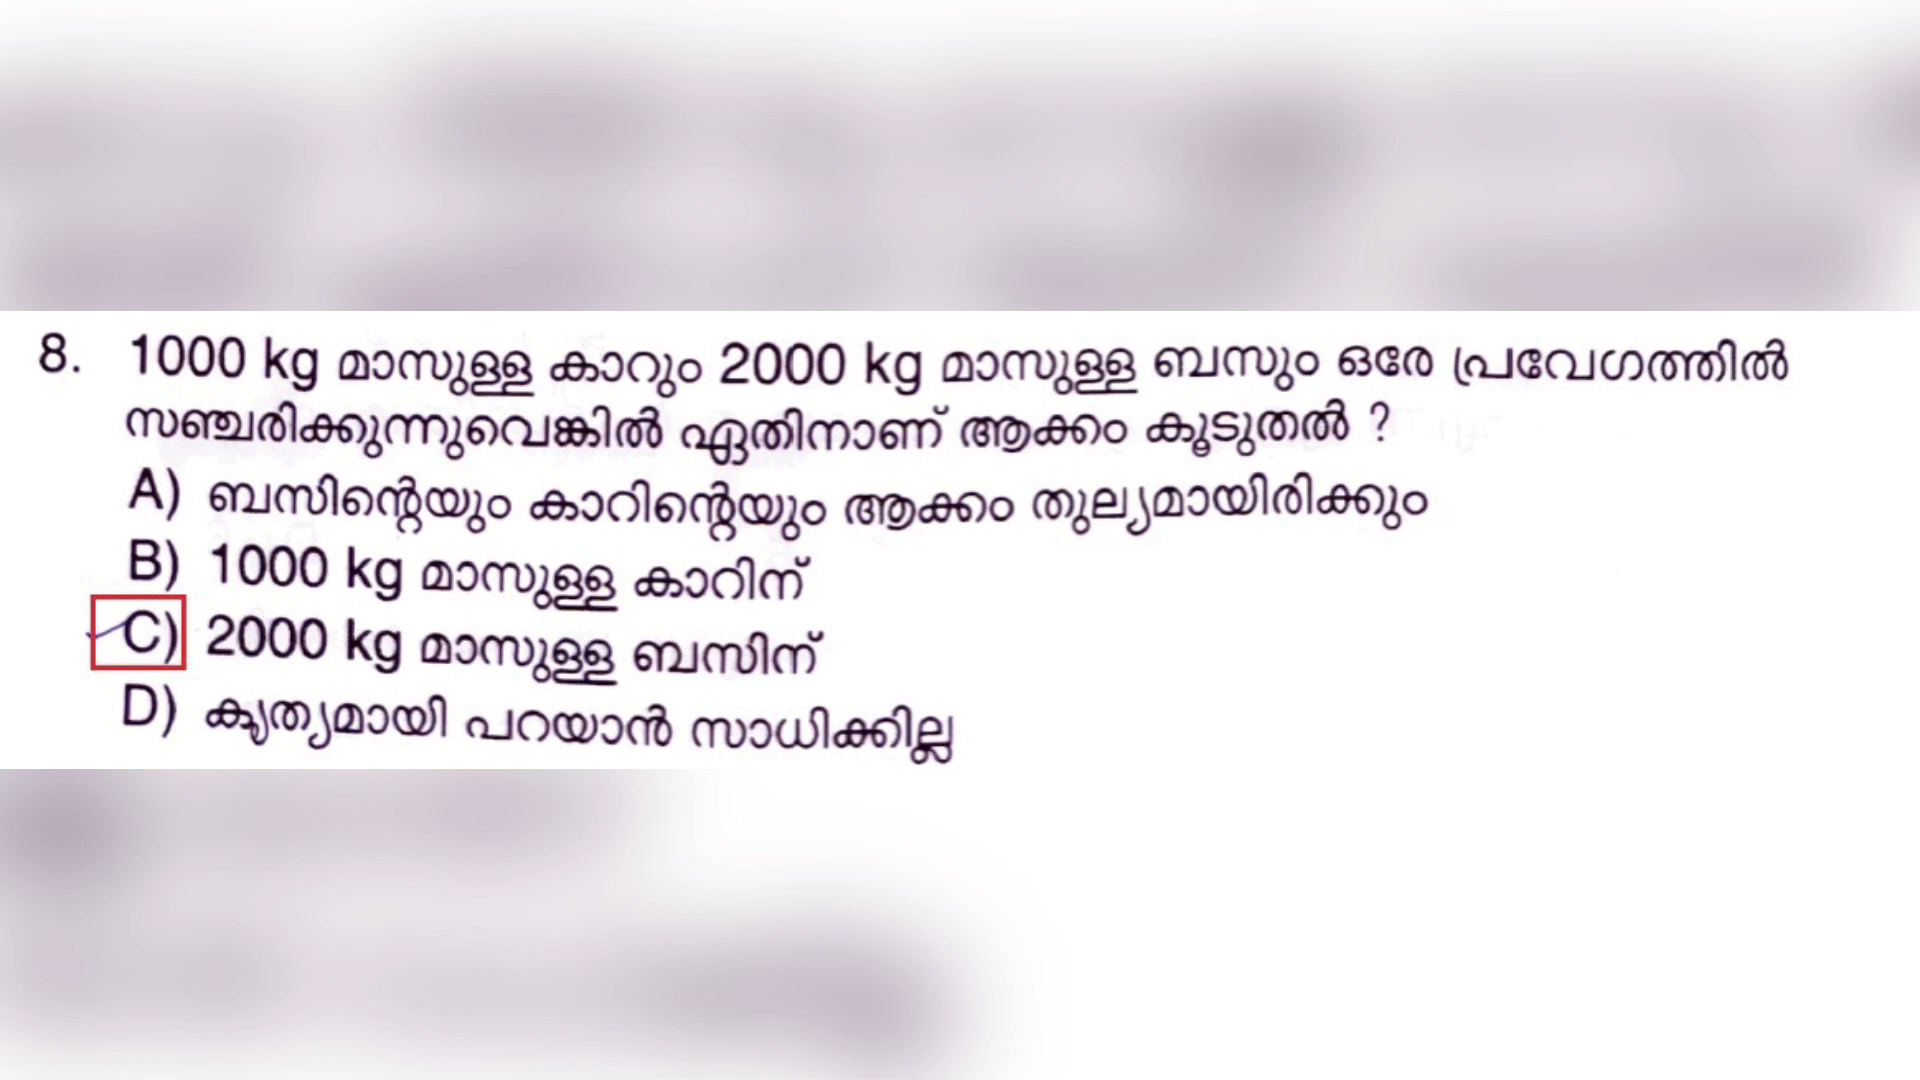 8. 1000 kg മാസുള്ള കാറും 2000 kg മാസുള്ള ബസും ഒരേ പ്രവേഗത്തിൽ
സഞ്ചരിക്കുന്നുവെങ്കിൽ ഏതിനാണ് ആക്കം കൂടുതൽ ?
A) ബസിന്റെയും കാറിന്റെയും ആക്കം തുല്യമായിരിക്കും
B) 1000 kg മാസുള്ള കാറിന്
C) 2000 kg മാസുള്ള ബസിന്
D) കൃത്യമായി പറയാൻ സാധിക്കില്ല